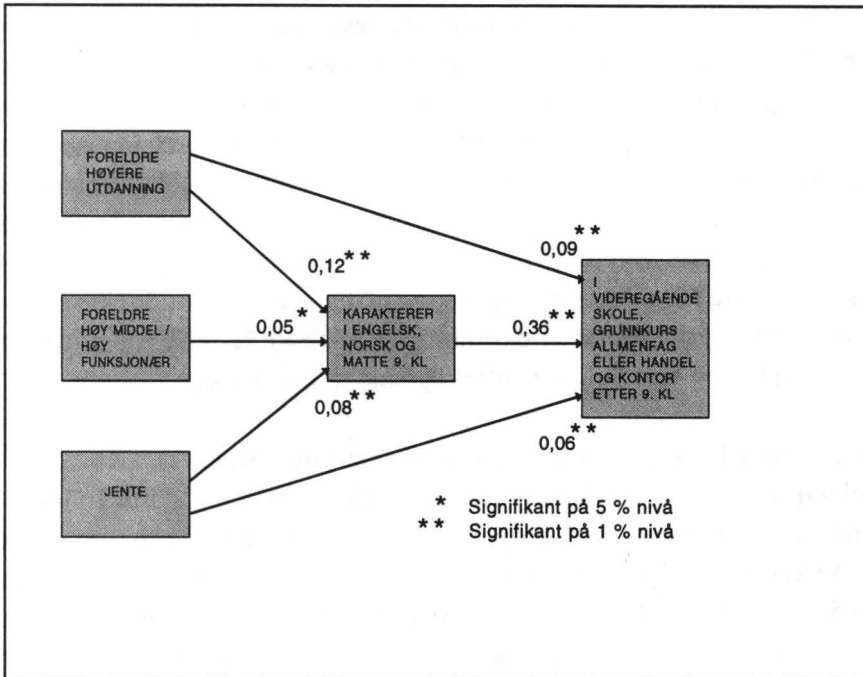 FORELDRE
HØYERE
UTDANNING
0,09**
0,12**
FORELDRE
HØY MIDDEL /
HØY
FUNKSJONÆR
0,05*
KARAKTERER
I ENGELSK,
NORSK OG
MATTE 9. KL
0,36**
I
VIDEREGÅENDE
SKOLE,
GRUNNKURS
ALLMENFAG
ELLER HANDEL
OG KONTOR
ETTER 9. KL
0,08**
0,06**
JENTE
* Signifikant på 5 % nivå
** Signifikant på 1 % nivå